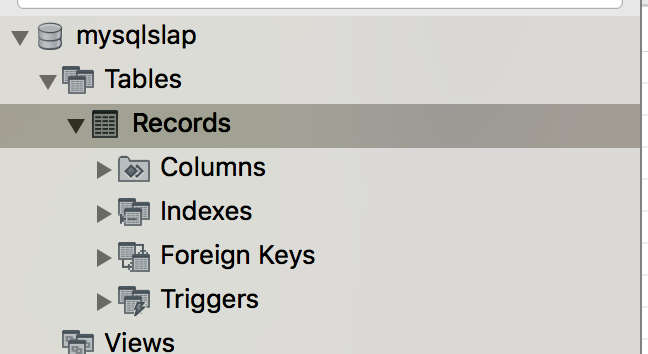 mysqlslap
Tables
Records
Columns
Indexes
Foreign Keys
Triggers
Views